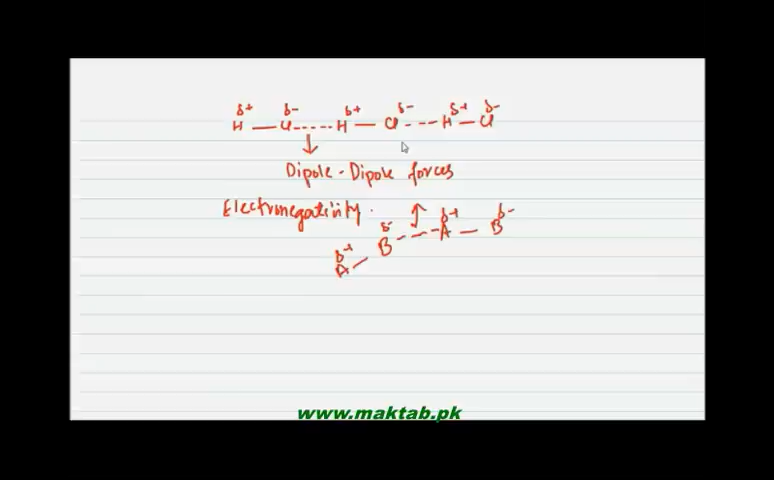 δ+ δ- δ+ δ- δ+ δ-
H — Cl ---- H — Cl --- H — Cl
Dipole - Dipole forces
Electronegativity.
δ+ δ-
δ- A — B
δ+ B ---
A —
www.maktab.pk